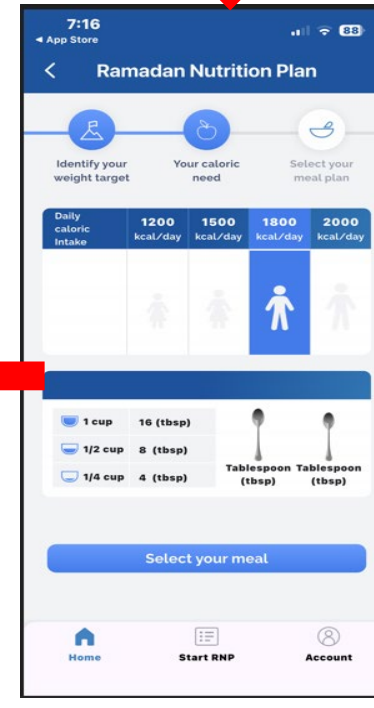 7:16
88
◄ App Store
< Ramadan Nutrition Plan
Identify your
weight target
Your caloric
need
Select your
meal plan
Daily
caloric
Intake
1200
kcal/day
1500
kcal/day
1800
kcal/day
2000
kcal/day
1 cup 16 (tbsp)
1/2 cup 8 (tbsp)
1/4 cup 4 (tbsp)
Tablespoon
(tbsp)
Tablespoon
(tbsp)
Select your meal
Home
Start RNP
Account